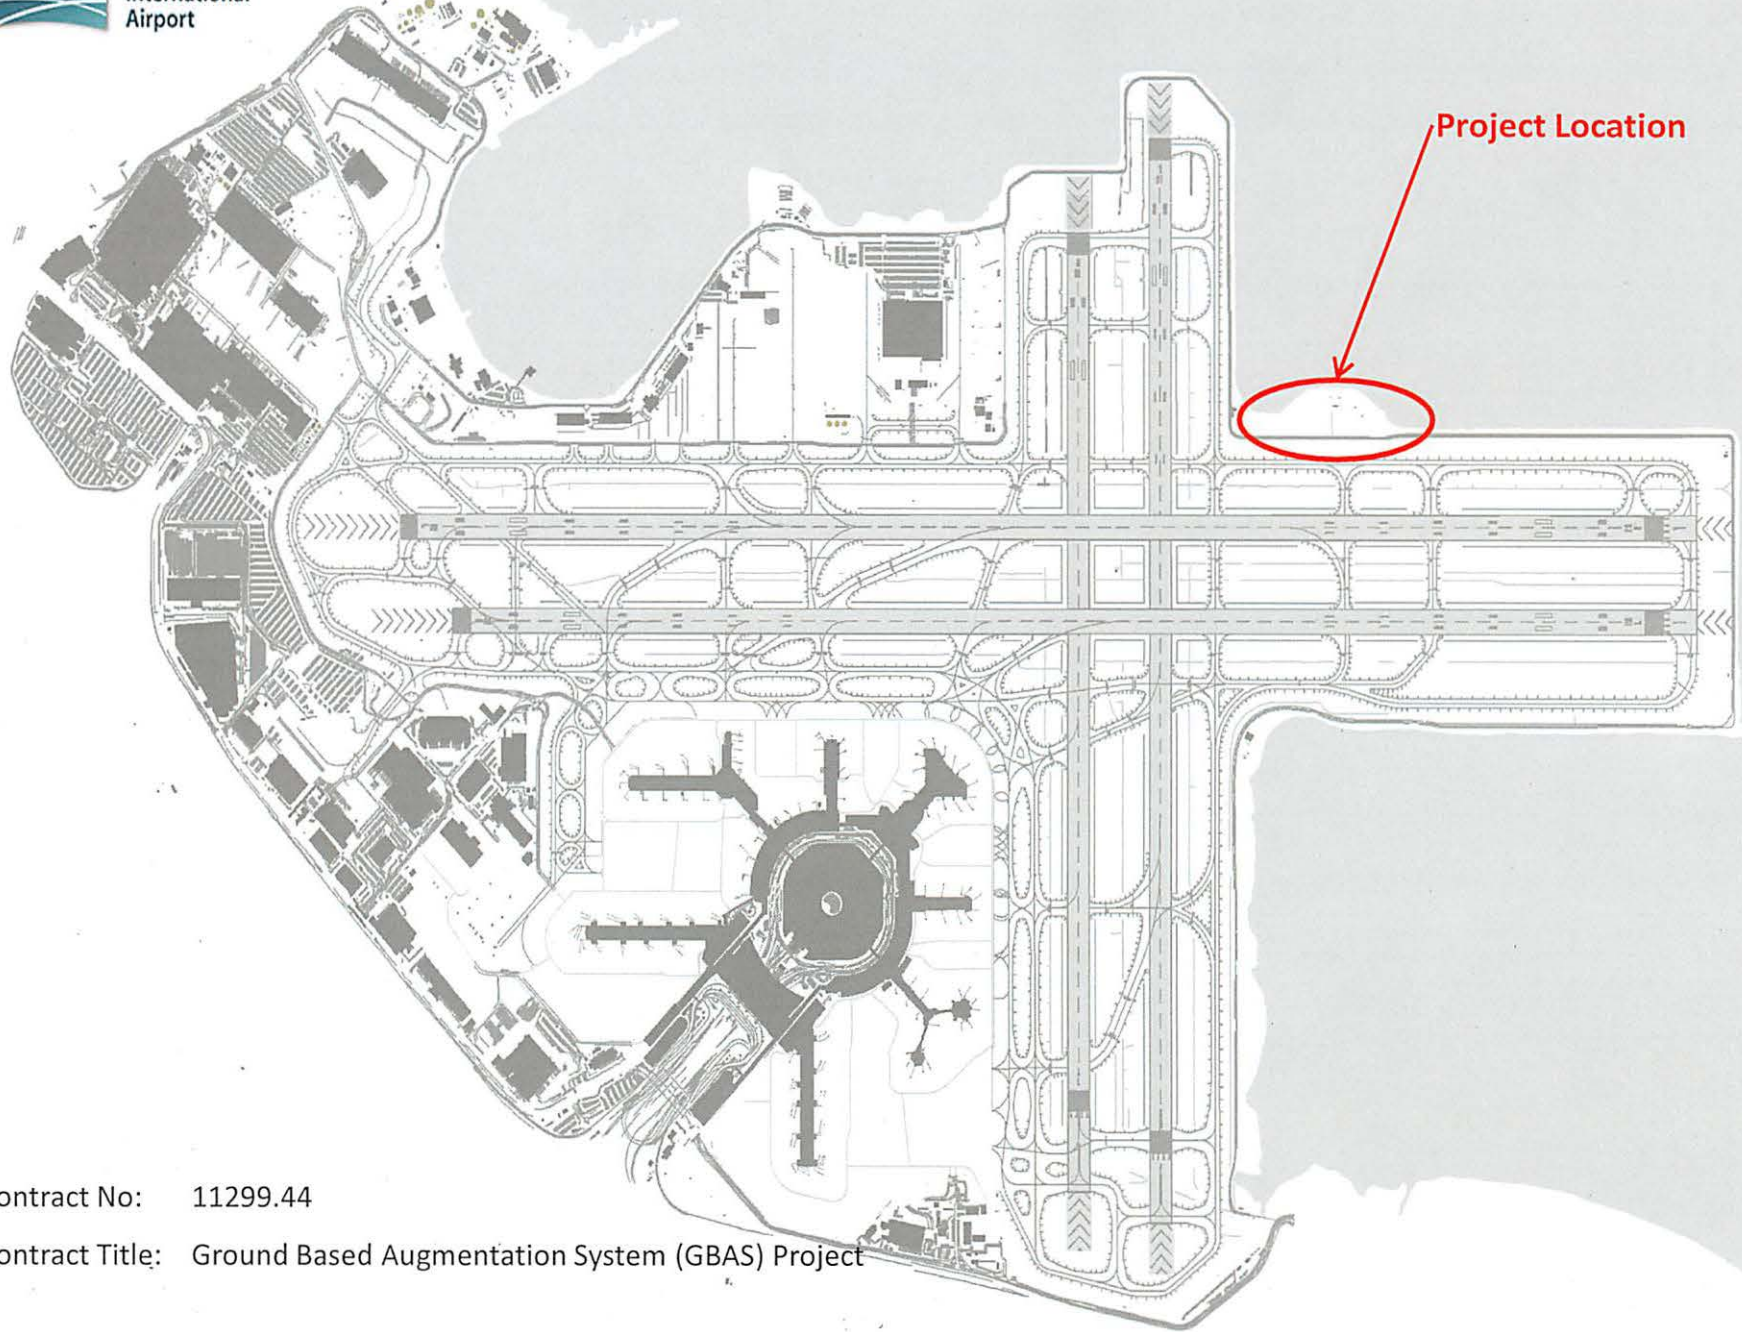 Airport
Project Location
ontract No: 11299.44
ontract Title: Ground Based Augmentation System (GBAS) Project